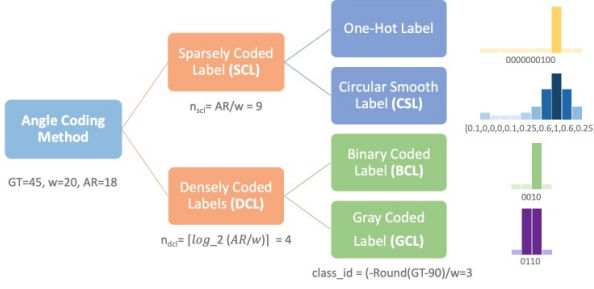 One-Hot Label
0000000100
Sparsely Coded
Label (SCL)
n_scl= AR/w = 9
Circular Smooth
Label (CSL)
[0.1,0,0,0.1,0.25,0.6,1,0.6,0.25]
Angle Coding
Method
GT=45, w=20, AR=18
Binary Coded
Label (BCL)
0010
Densely Coded
Labels (DCL)
n_dcl= ⌈log_2 (AR/w)⌉ = 4
Gray Coded
Label (GCL)
0110
class_id = (-Round(GT-90)/w=3